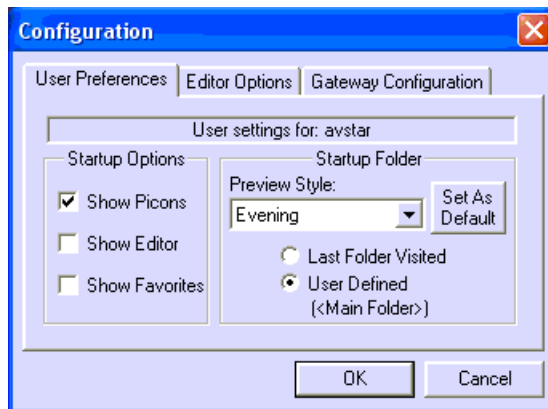 Configuration
User Preferences
Editor Options
Gateway Configuration
User settings for: avstar
Startup Options
Show Picons
Show Editor
Show Favorites
Startup Folder
Preview Style:
Evening
Set As
Default
Last Folder Visited
User Defined
(<Main Folder>)
OK
Cancel